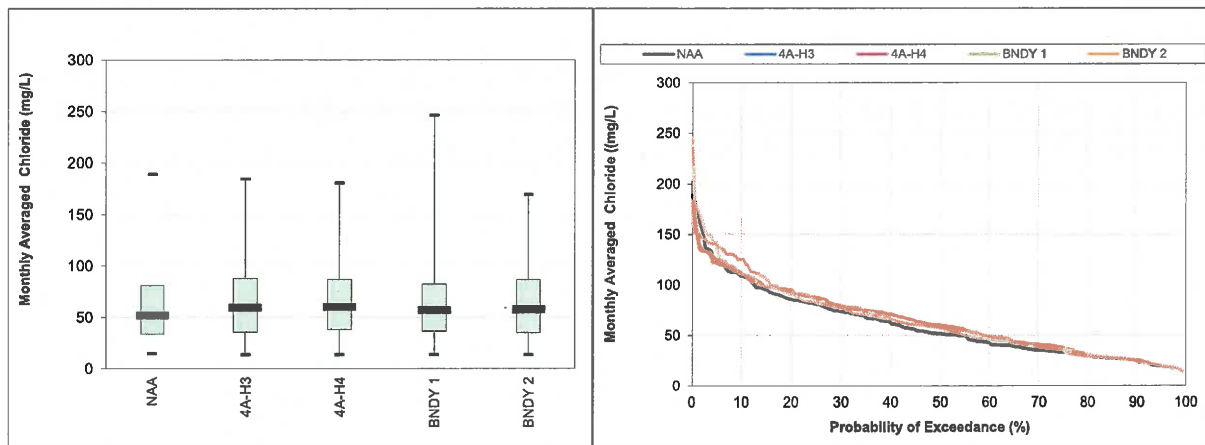 Monthly Averaged Chloride (mg/L)
300
250
200
150
100
50
0
NAA
4A-H3
4A-H4
BNDY 1
BNDY 2
NAA 4A-H3 4A-H4 BNDY 1 BNDY 2
Monthly Averaged Chloride ((mg/L)
300
250
200
150
100
50
0
0 10 20 30 40 50 60 70 80 90 100
Probability of Exceedance (%)